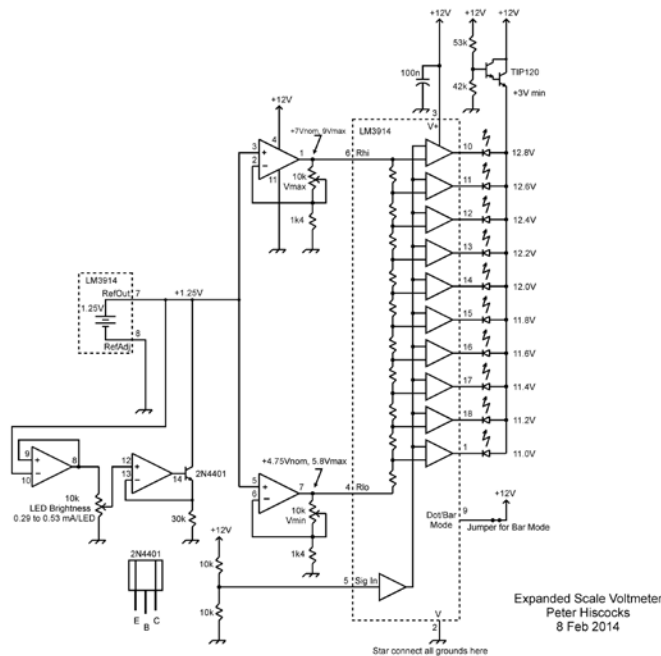 +12V
+12V
+12V
53k
TIP120
100n
42k
+3V min
+12V
3
V+
LM3914
+7Vnom, 9Vmax
4
3
2
1
11
6
Rhi
10k
Vmax
1k4
10
12.8V
11
12.6V
12
12.4V
13
12.2V
14
12.0V
15
11.8V
16
11.6V
17
11.4V
18
11.2V
1
11.0V
LM3914
RefOut
7
+1.25V
1.25V
8
RefAdj
9
10
8
12
13
14
2N4401
10k
LED Brightness
0.29 to 0.53 mA/LED
30k
2N4401
E
B
C
+4.75Vnom, 5.8Vmax
5
6
7
4
Rlo
10k
Vmin
1k4
+12V
10k
10k
5
Sig In
Dot/Bar
Mode
9
+12V
Jumper for Bar Mode
V
2
Star connect all grounds here
Expanded Scale Voltmeter
Peter Hiscocks
8 Feb 2014